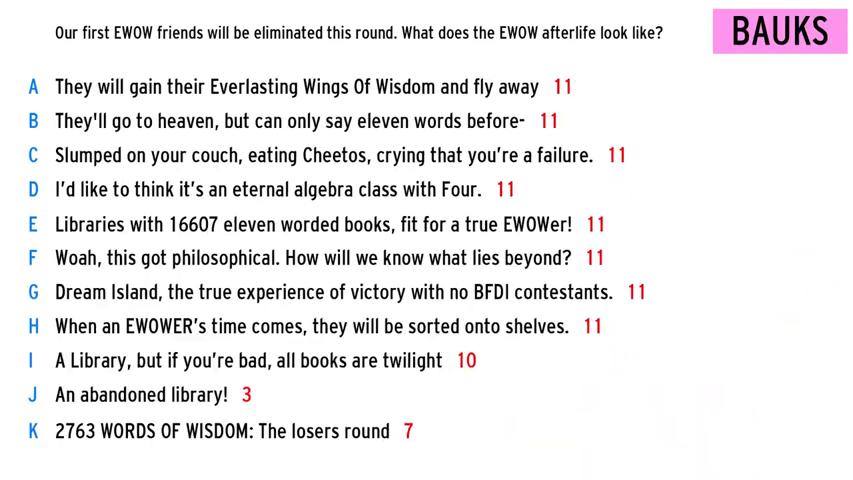 Our first EWOW friends will be eliminated this round. What does the EWOW afterlife look like?
BAUKS
A They will gain their Everlasting Wings Of Wisdom and fly away 11
B They'll go to heaven, but can only say eleven words before- 11
C Slumped on your couch, eating Cheetos, crying that you're a failure. 11
D I'd like to think it's an eternal algebra class with Four. 11
E Libraries with 16607 eleven worded books, fit for a true EWOWer! 11
F Woah, this got philosophical. How will we know what lies beyond? 11
G Dream Island, the true experience of victory with no BFDI contestants. 11
H When an EWOWER's time comes, they will be sorted onto shelves. 11
I A Library, but if you're bad, all books are twilight 10
J An abandoned library! 3
K 2763 WORDS OF WISDOM: The losers round 7